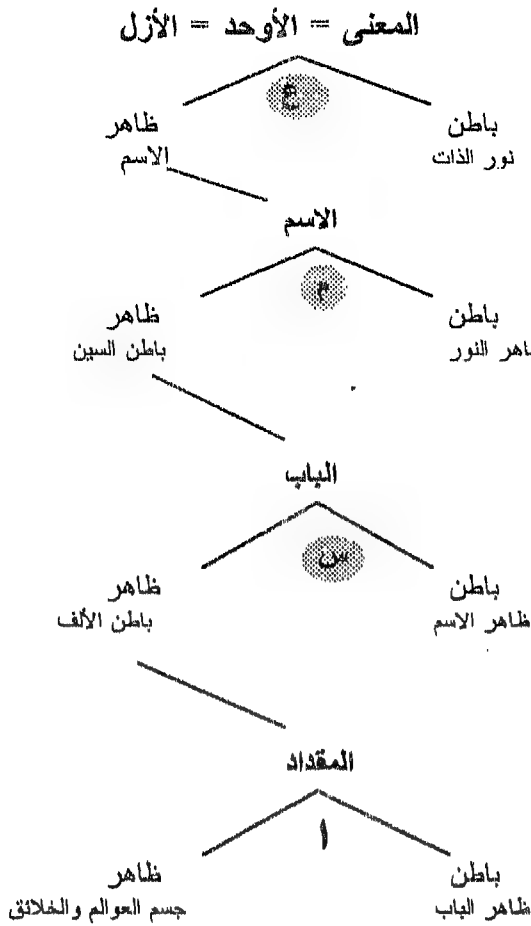 المعنى = الأوحد = الأزل
ع
باطن ظاهر
نور الذات الاسم
الاسم
م
باطن ظاهر
ظاهر النور باطن السين
الباب
س
باطن ظاهر
ظاهر الاسم باطن الألف
المقداد
ا
باطن ظاهر
ظاهر الباب جسم العوالم والخلائق